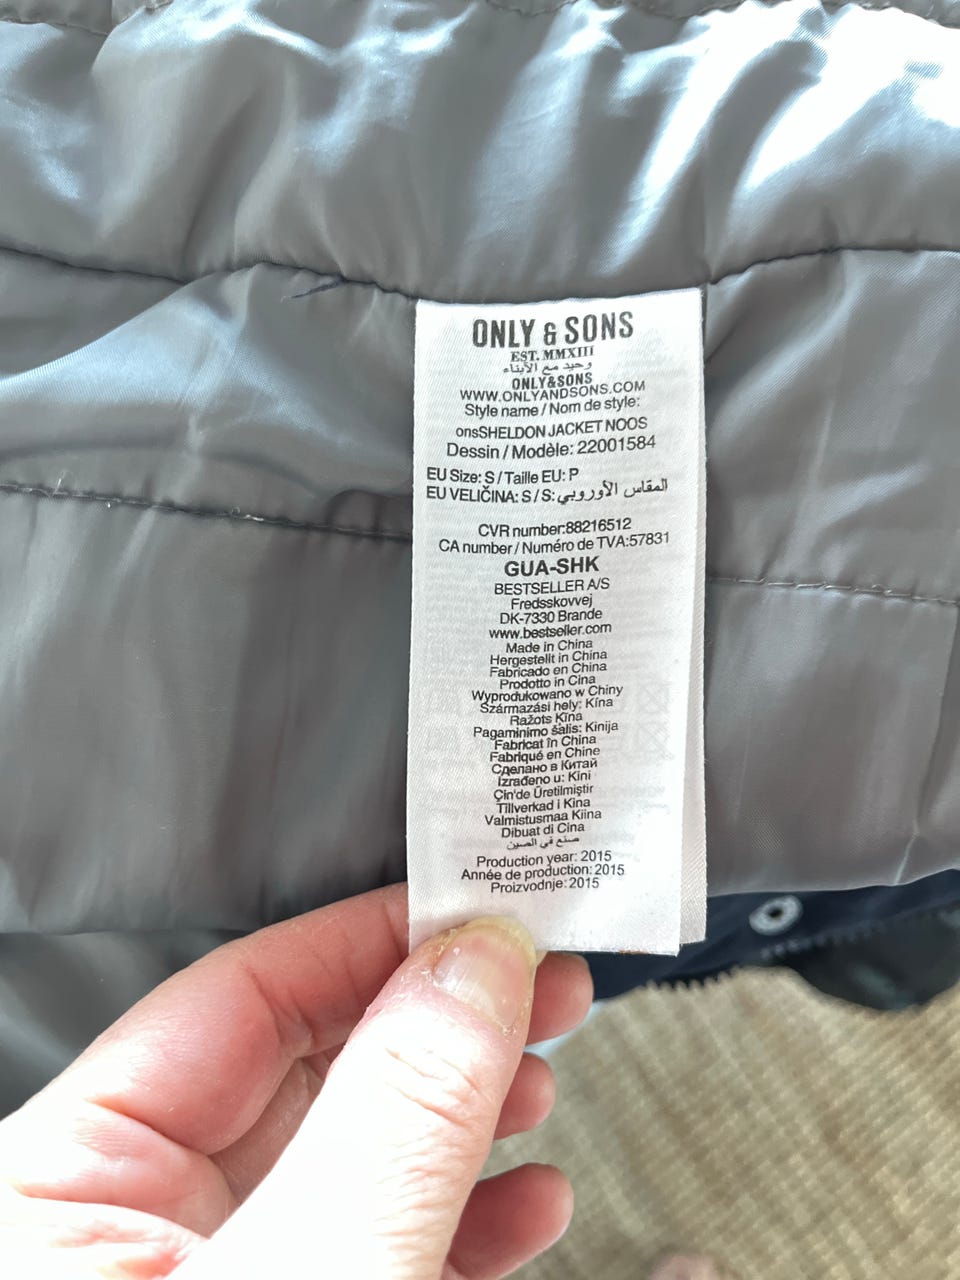 ONLY & SONS
EST. MMXIII
وحيد مع الأبناء
ONLY&SONS
WWW.ONLYANDSONS.COM
Style name / Nom de style:
onsSHELDON JACKET NOOS
Dessin / Modèle: 22001584
EU Size: S / Taille EU: P
EU VELIČINA: S / S: المقاس الأوروبي
CVR number:88216512
CA number / Numéro de TVA:57831
GUA-SHK
BESTSELLER A/S
Fredsskovvej
DK-7330 Brande
www.bestseller.com
Made in China
Hergestellt in China
Fabricado en China
Prodotto in Cina
Wyprodukowano w Chiny
Származási hely: Kína
Ražots Ķīna
Pagaminimo šalis: Kinija
Fabricat în China
Fabriqué en Chine
Сделано в Китай
Izrađeno u: Kini
Çin'de Üretilmiştir
Tillverkad i Kina
Valmistusmaa Kiina
Dibuat di Cina
صنع في الصين
Production year: 2015
Année de production: 2015
Proizvodnje: 2015